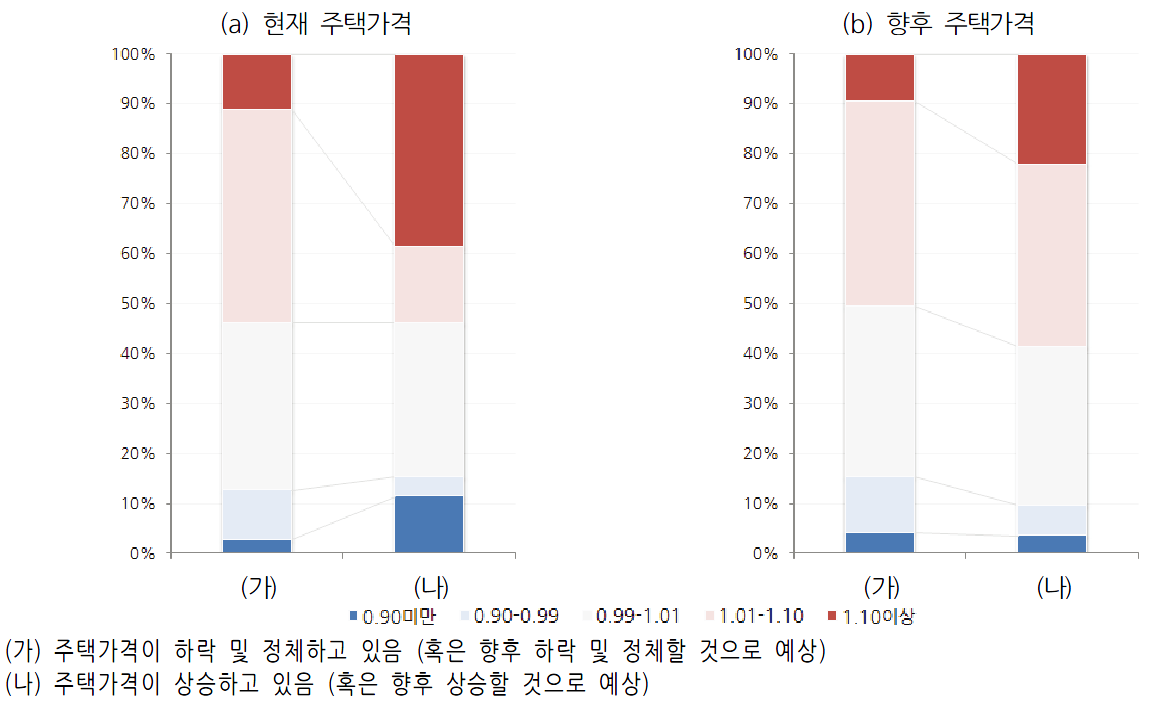 (a) 현재 주택가격
(b) 향후 주택가격
100%
90%
80%
70%
60%
50%
40%
30%
20%
10%
0%
(가)
(나)
100%
90%
80%
70%
60%
50%
40%
30%
20%
10%
0%
(가)
(나)
0.90미만 0.90-0.99 0.99-1.01 1.01-1.10 1.10이상
(가) 주택가격이 하락 및 정체하고 있음 (혹은 향후 하락 및 정체할 것으로 예상)
(나) 주택가격이 상승하고 있음 (혹은 향후 상승할 것으로 예상)